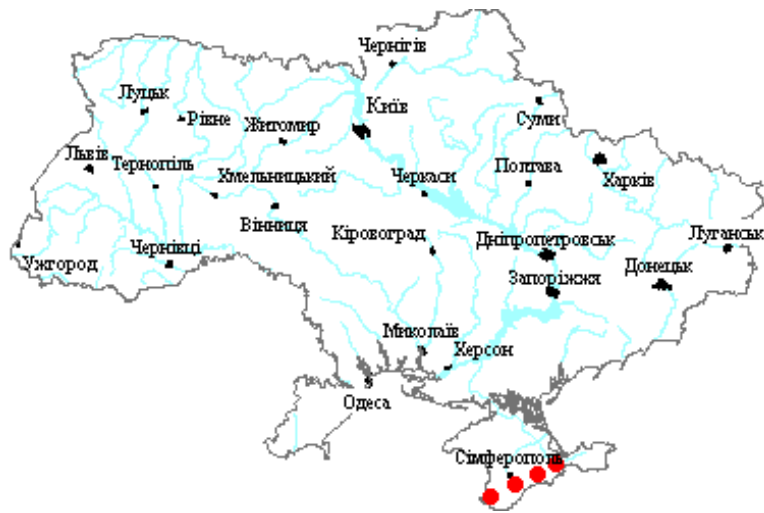 Чернігів
Луцьк
Рівне
Київ
Суми
Житомир
Львів
Тернопіль
Хмельницький
Черкаси
Полтава
Харків
Вінниця
Кіровоград
Дніпропетровськ
Луганськ
Ужгород
Чернівці
Запоріжжя
Донецьк
Миколаїв
Херсон
Одеса
Сімферополь